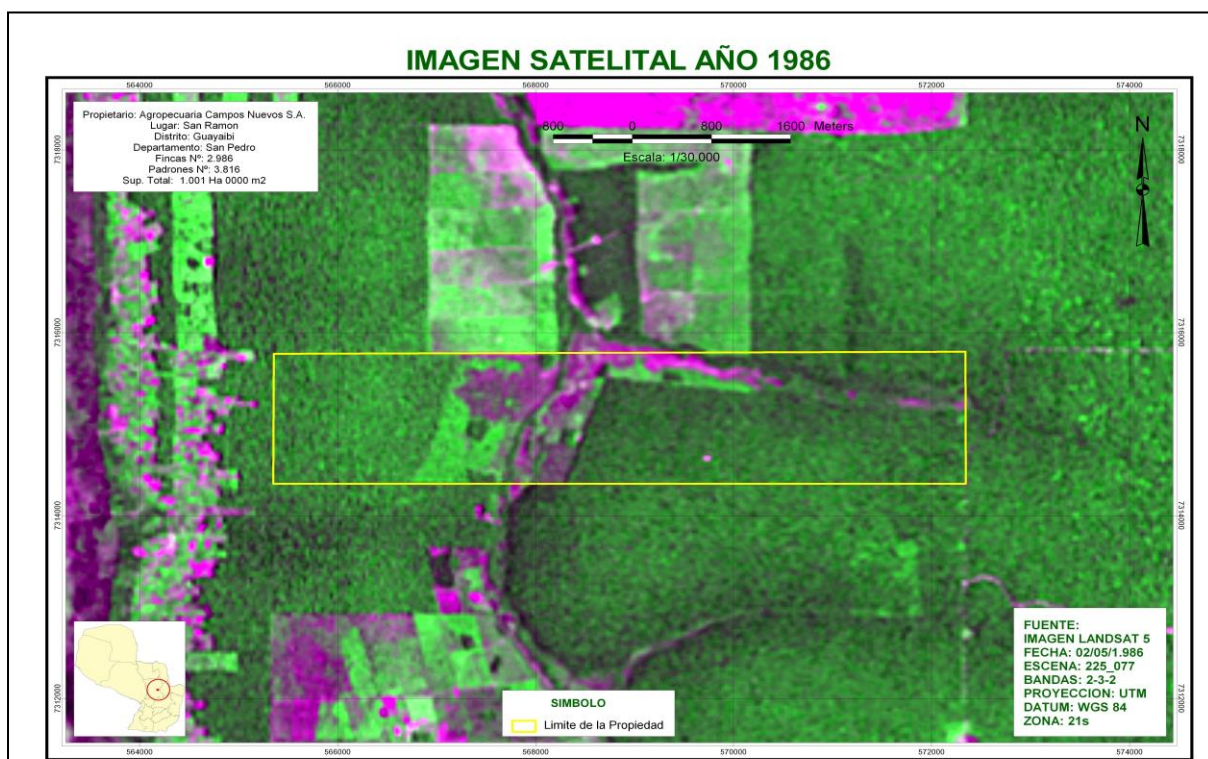 IMAGEN SATELITAL AÑO 1986
564000 566000 568000 570000 572000 574000
Propietario: Agropecuaria Campos Nuevos S.A.
Lugar: San Ramon
Distrito: Guayaibi
Departamento: San Pedro
Fincas Nº: 2.986
Padrones Nº: 3.816
Sup. Total: 1.001 Ha 0000 m2
800 0 800 1600 Meters
Escala: 1/30.000
N
7318000 7318000
7316000 7316000
7314000 7314000
7312000 7312000
SIMBOLO
Limite de la Propiedad
FUENTE:
IMAGEN LANDSAT 5
FECHA: 02/05/1.986
ESCENA: 225_077
BANDAS: 2-3-2
PROYECCION: UTM
DATUM: WGS 84
ZONA: 21s
564000 566000 568000 570000 572000 574000